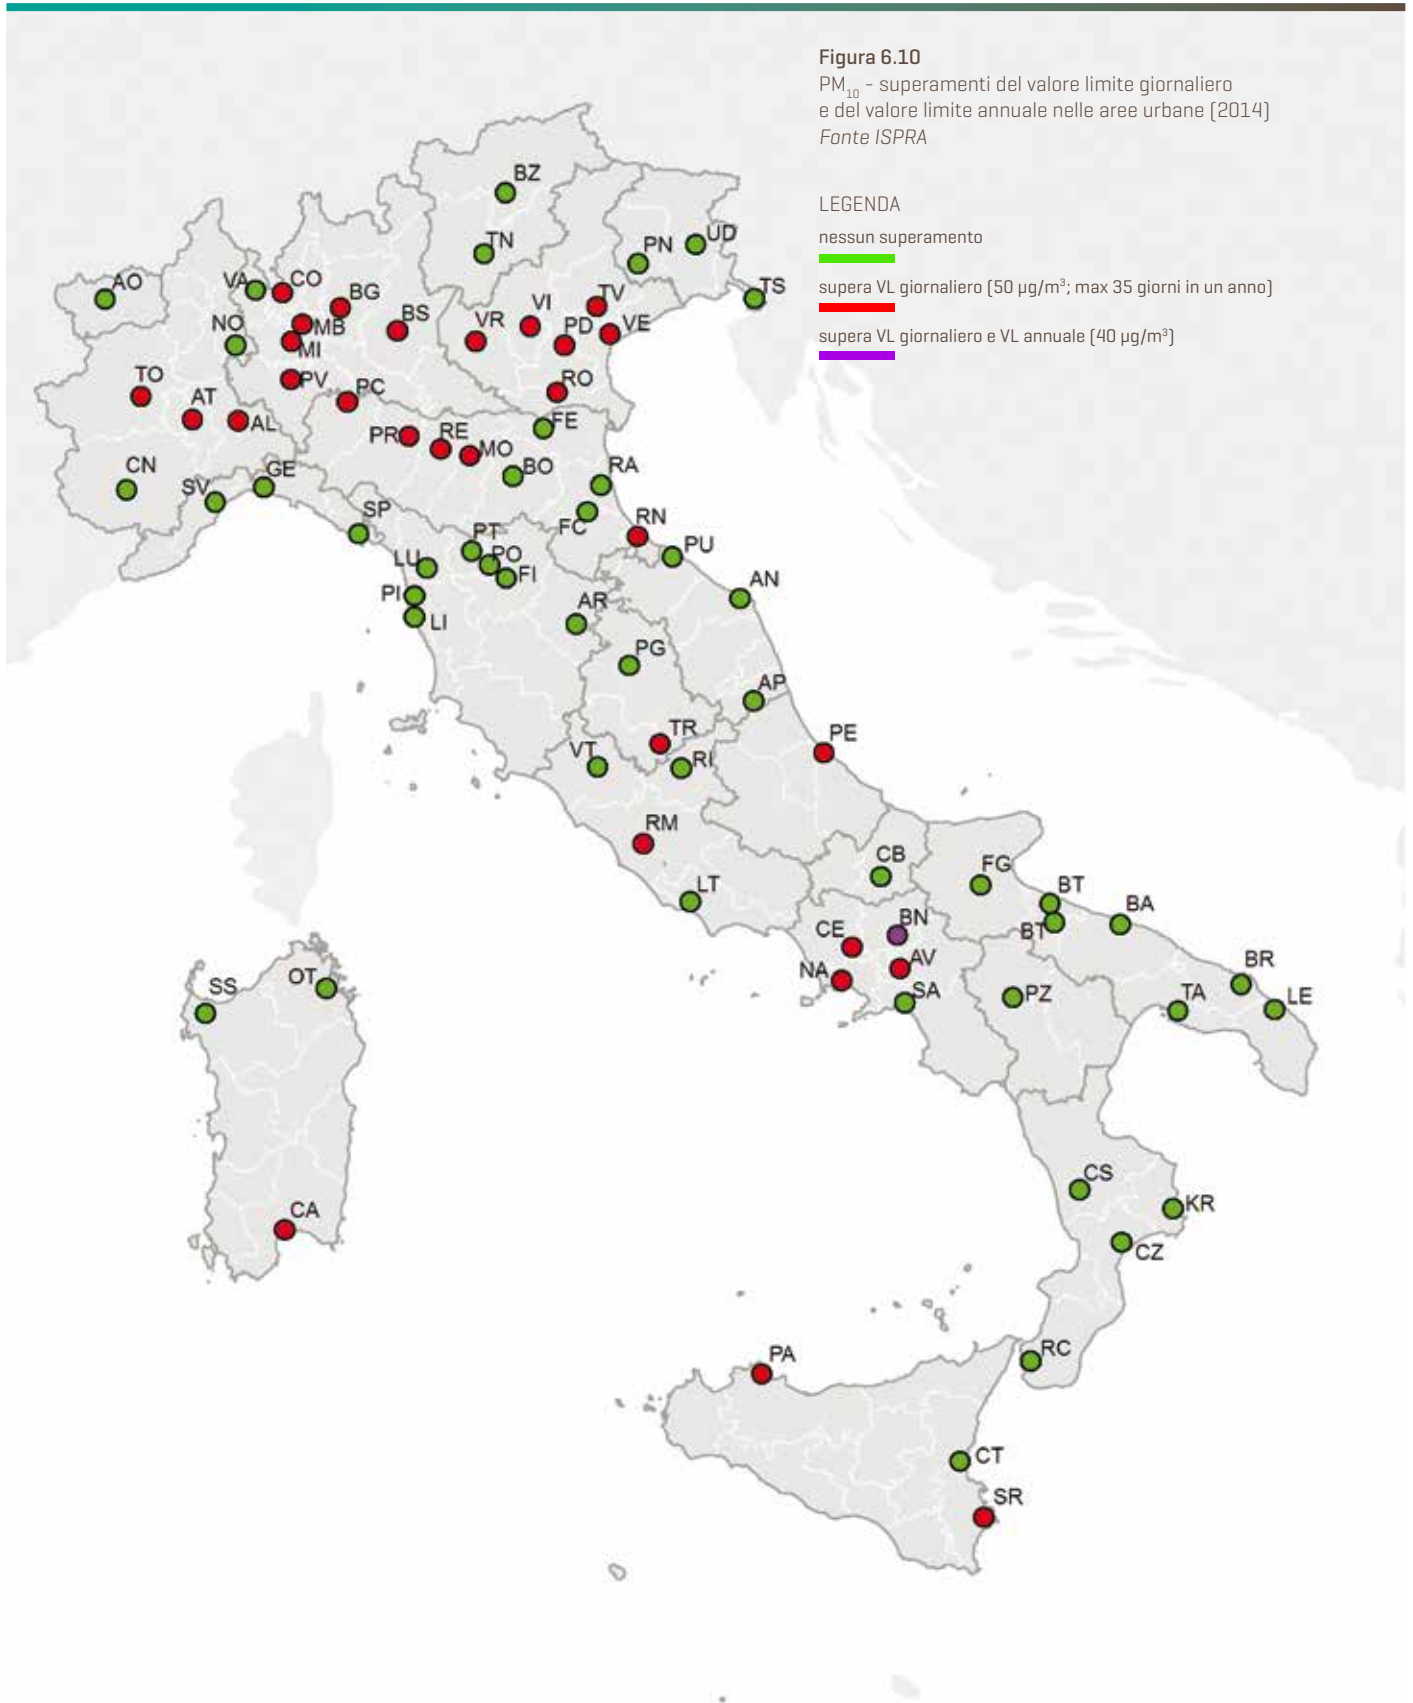 Figura 6.10
PM₁₀ - superamenti del valore limite giornaliero
e del valore limite annuale nelle aree urbane (2014)
Fonte ISPRA
LEGENDA
nessun superamento
supera VL giornaliero (50 µg/m³; max 35 giorni in un anno)
supera VL giornaliero e VL annuale (40 µg/m³)
BZ
TN
PN
UD
TS
AO
VA
CO
BG
BS
NO
MB
MI
VR
VI
TV
PD
VE
TO
AT
AL
PV
PC
RO
PR
RE
MO
FE
CN
SV
GE
BO
RA
SP
FC
RN
PT
PO
LU
FI
PU
PI
LI
AN
AR
PG
AP
TR
VT
RI
PE
RM
LT
CB
FG
BT
BT
BA
CE
BN
NA
AV
SA
PZ
BR
TA
LE
SS
OT
CA
CS
KR
CZ
RC
PA
CT
SR